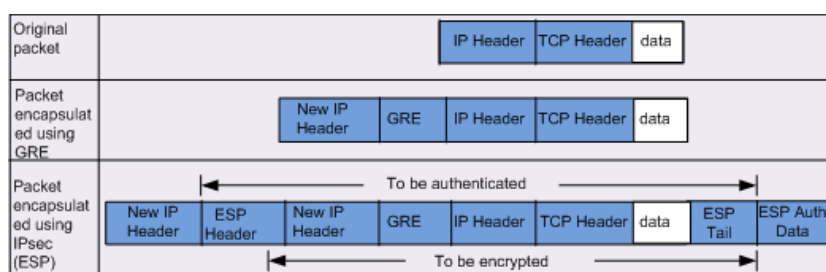 Original
packet
IP Header
TCP Header
data
Packet
encapsulat
ed using
GRE
New IP
Header
GRE
IP Header
TCP Header
data
Packet
encapsulat
ed using
IPsec
(ESP)
To be authenticated
New IP
Header
ESP
Header
New IP
Header
GRE
IP Header
TCP Header
data
ESP
Tail
ESP Auth
Data
To be encrypted